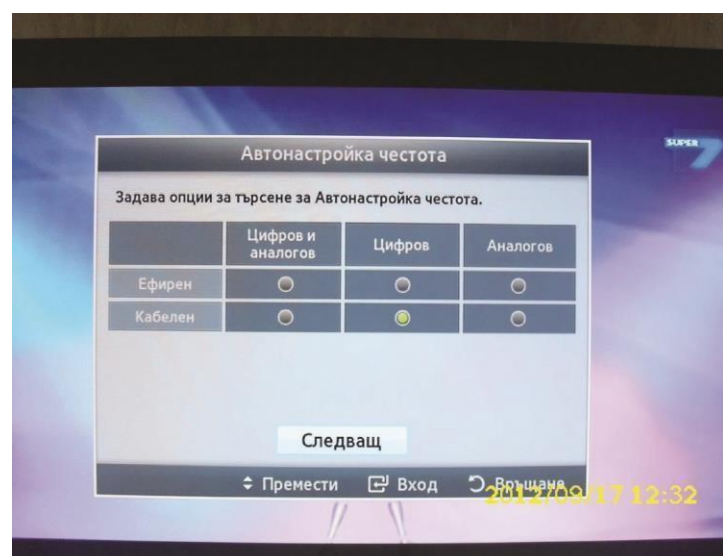 SUPER 7
Автонастройка честота
Задава опции за търсене за Автонастройка честота.
Цифров и аналогов Цифров Аналогов
Ефирен
Кабелен
Следващ
Премести Вход Връщане
2012/09/17 12:32